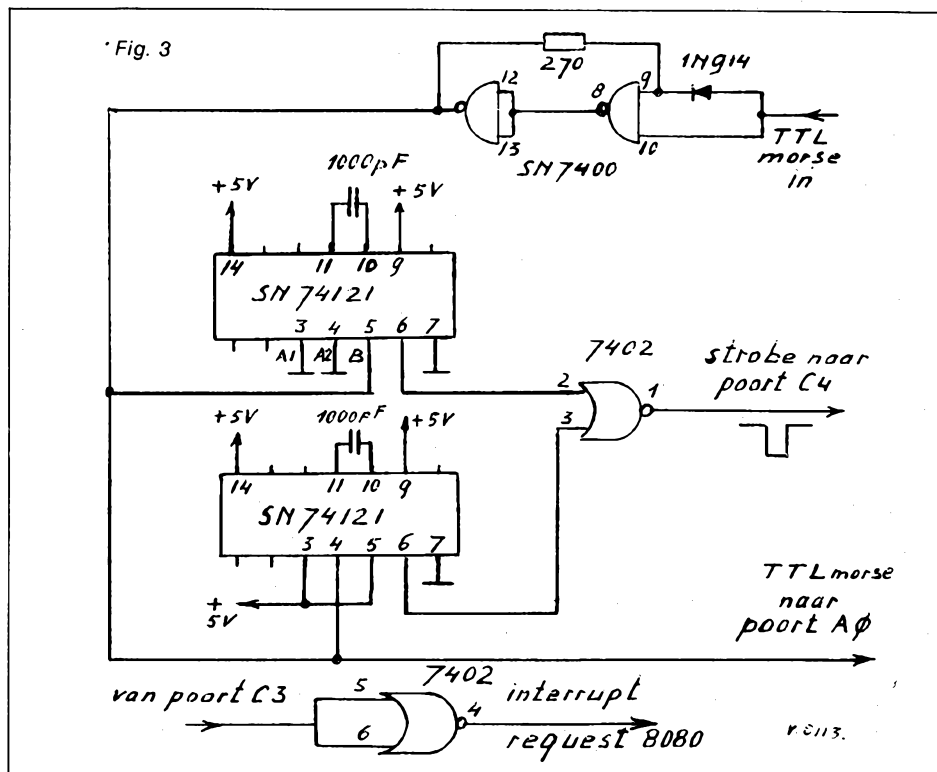 Fig. 3
270
1N914
12
13
8
9
10
SN7400
TTL
morse
in
1000pF
+5V
+5V
14
11
10
9
SN74121
3
4
5
6
7
A1
A2
B
7402
2
3
1
strobe naar
poort C4
1000pF
+5V
+5V
14
11
10
9
SN74121
3
4
5
6
7
+
5V
TTL morse
naar
poort AØ
van poort C3
5
6
7402
4
interrupt
request 8080